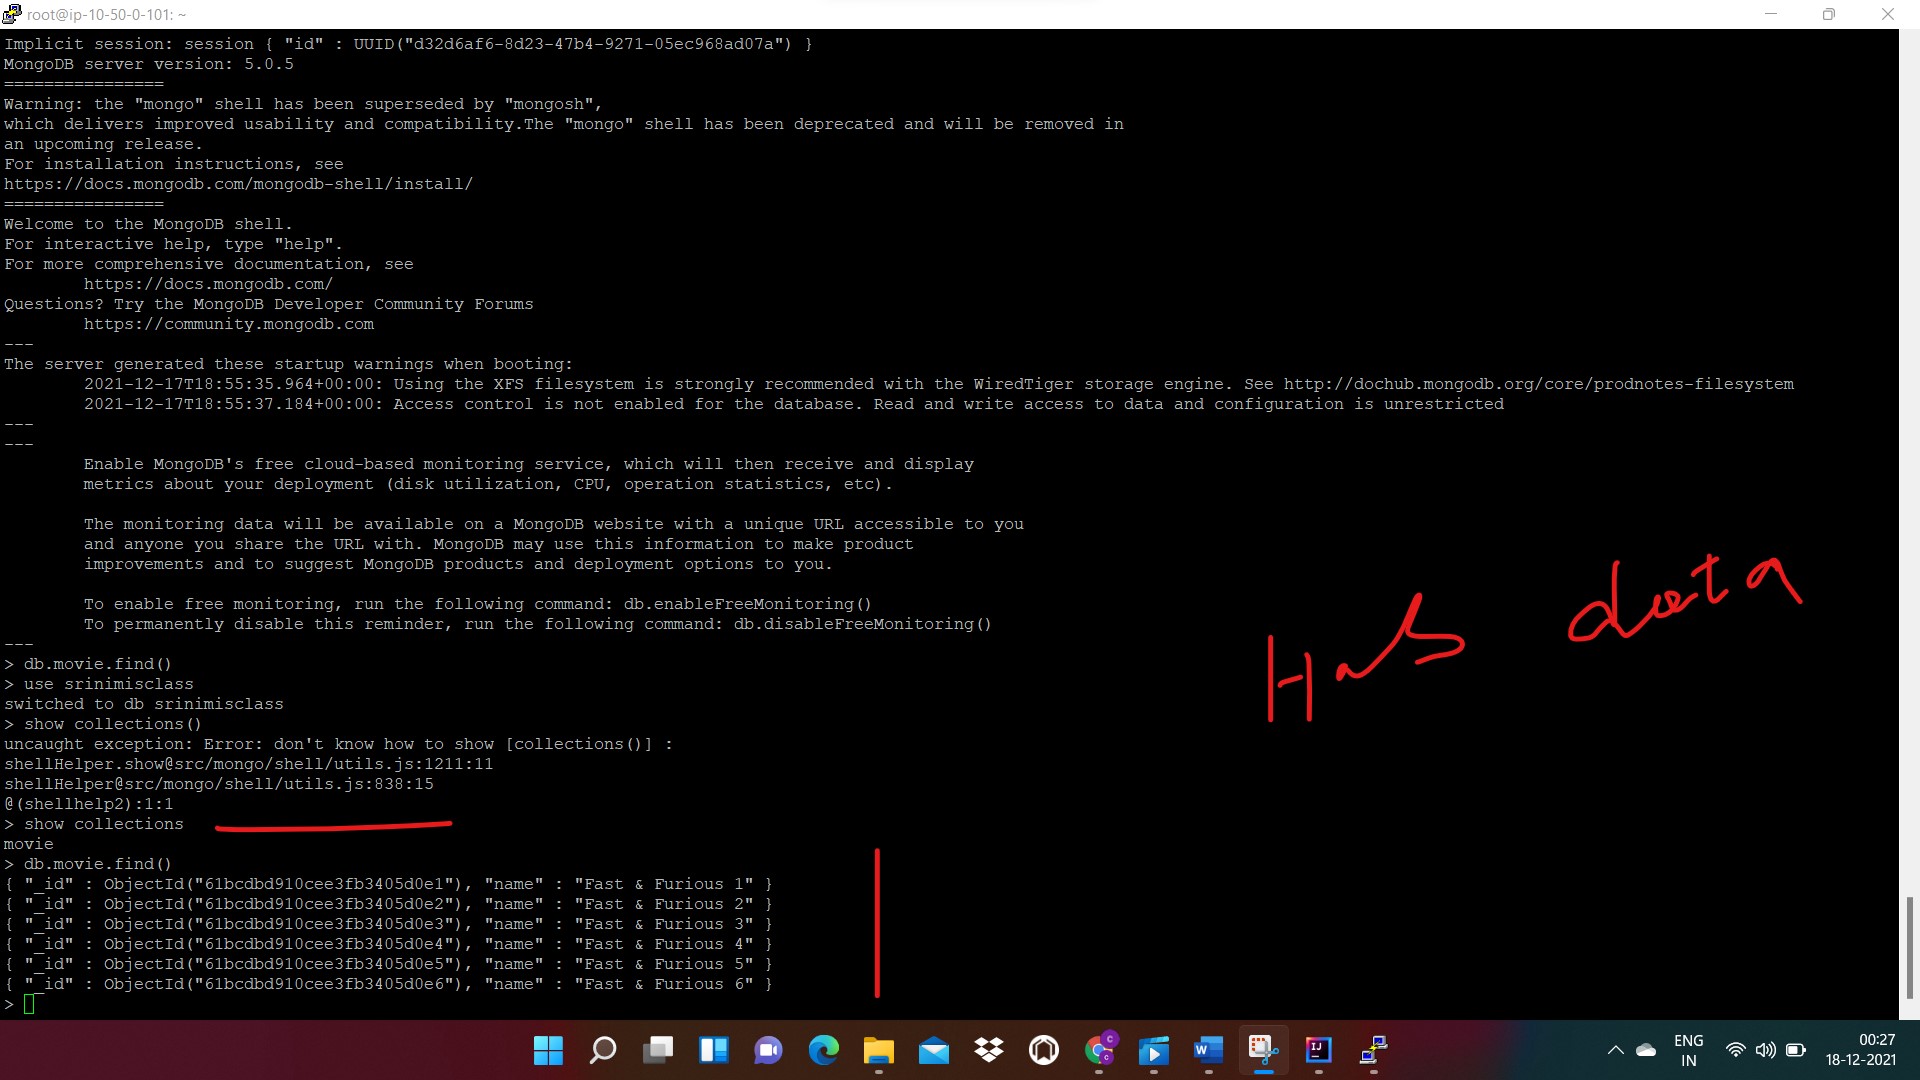 root@ip-10-50-0-101: ~
Implicit session: session { "id" : UUID("d32d6af6-8d23-47b4-9271-05ec968ad07a") }
MongoDB server version: 5.0.5
================
Warning: the "mongo" shell has been superseded by "mongosh",
which delivers improved usability and compatibility.The "mongo" shell has been deprecated and will be removed in
an upcoming release.
For installation instructions, see
https://docs.mongodb.com/mongodb-shell/install/
================
Welcome to the MongoDB shell.
For interactive help, type "help".
For more comprehensive documentation, see
https://docs.mongodb.com/
Questions? Try the MongoDB Developer Community Forums
https://community.mongodb.com
---
The server generated these startup warnings when booting:
2021-12-17T18:55:35.964+00:00: Using the XFS filesystem is strongly recommended with the WiredTiger storage engine. See http://dochub.mongodb.org/core/prodnotes-filesystem
2021-12-17T18:55:37.184+00:00: Access control is not enabled for the database. Read and write access to data and configuration is unrestricted
---
---
Enable MongoDB's free cloud-based monitoring service, which will then receive and display
metrics about your deployment (disk utilization, CPU, operation statistics, etc).
The monitoring data will be available on a MongoDB website with a unique URL accessible to you
and anyone you share the URL with. MongoDB may use this information to make product
improvements and to suggest MongoDB products and deployment options to you.
To enable free monitoring, run the following command: db.enableFreeMonitoring()
To permanently disable this reminder, run the following command: db.disableFreeMonitoring()
---
Has data
> db.movie.find()
> use srinimisclass
switched to db srinimisclass
> show collections()
uncaught exception: Error: don't know how to show [collections()] :
shellHelper.show@src/mongo/shell/utils.js:1211:11
shellHelper@src/mongo/shell/utils.js:838:15
@(shellhelp2):1:1
> show collections
movie
> db.movie.find()
{ "_id" : ObjectId("61bcdbd910cee3fb3405d0e1"), "name" : "Fast & Furious 1" }
{ "_id" : ObjectId("61bcdbd910cee3fb3405d0e2"), "name" : "Fast & Furious 2" }
{ "_id" : ObjectId("61bcdbd910cee3fb3405d0e3"), "name" : "Fast & Furious 3" }
{ "_id" : ObjectId("61bcdbd910cee3fb3405d0e4"), "name" : "Fast & Furious 4" }
{ "_id" : ObjectId("61bcdbd910cee3fb3405d0e5"), "name" : "Fast & Furious 5" }
{ "_id" : ObjectId("61bcdbd910cee3fb3405d0e6"), "name" : "Fast & Furious 6" }
>
ENG
IN
00:27
18-12-2021